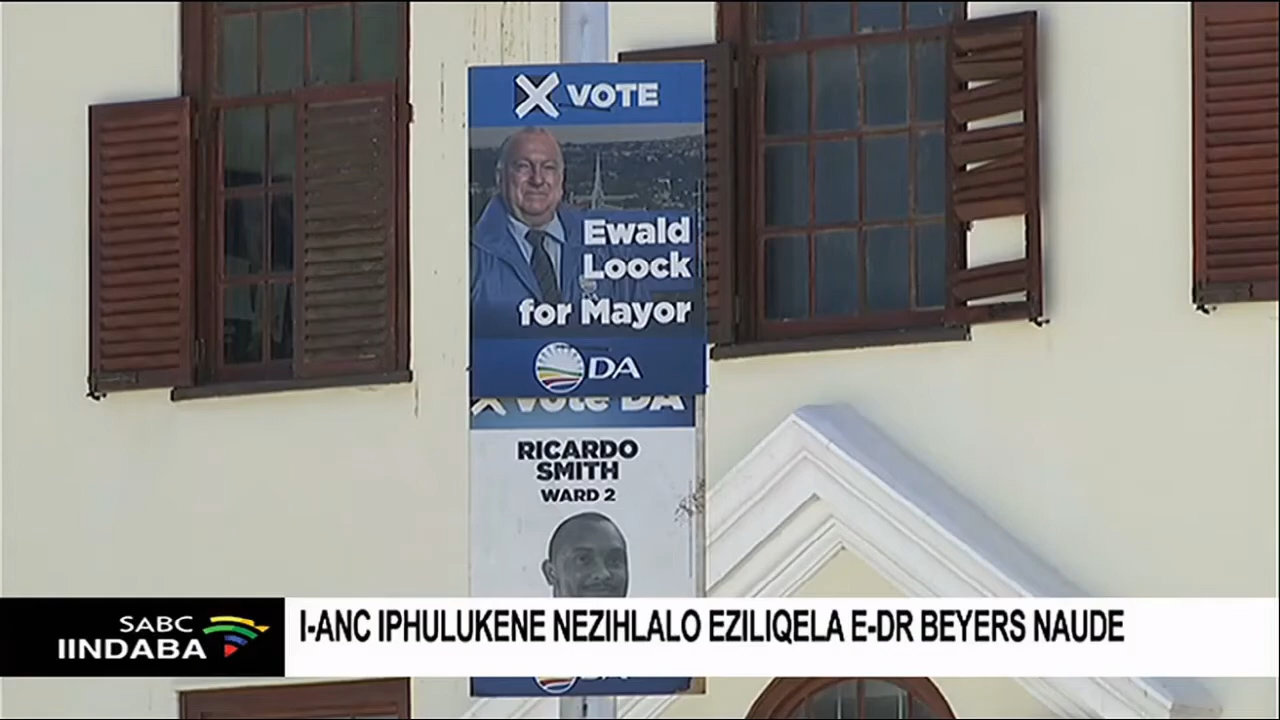 VOTE
Ewald
Loock
for Mayor
DA
Vote DA
RICARDO
SMITH
WARD 2
SABC
IINDABA
I-ANC IPHULUKENE NEZIHLALO EZILIQELA E-DR BEYERS NAUDE